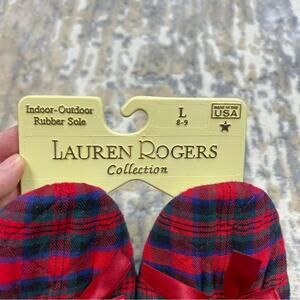 Indoor-Outdoor
Rubber Sole
L
8-9
MADE IN THE
USA
LAUREN ROGERS
Collection